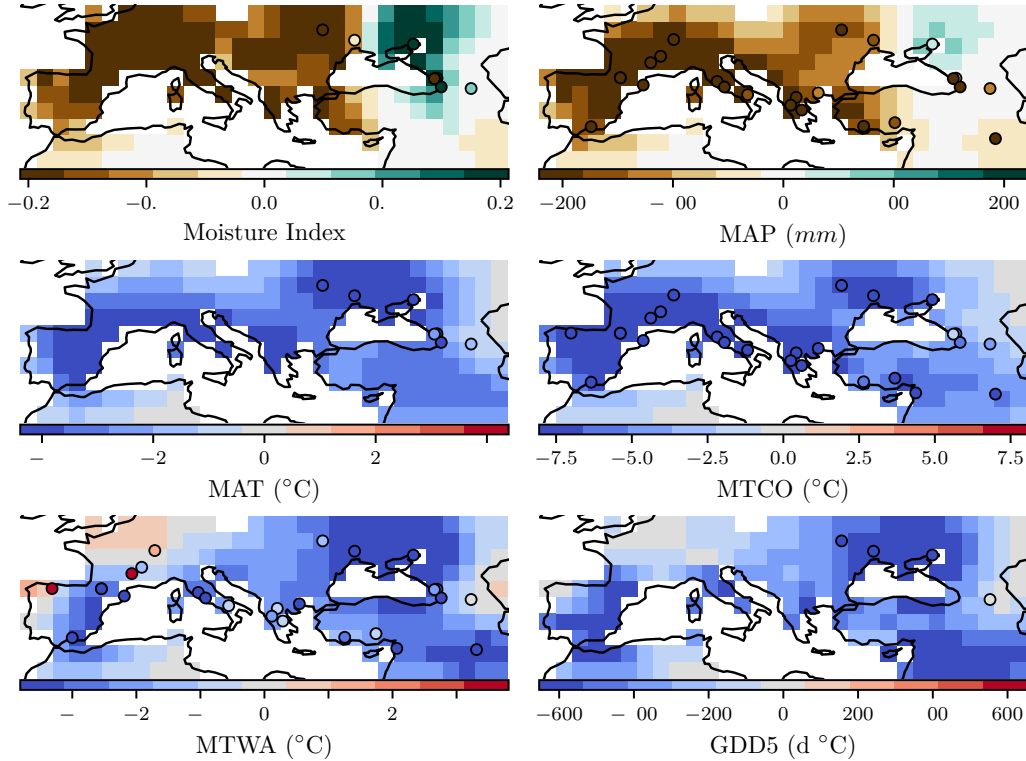 −0.2 −0. 0.0 0. 0.2
Moisture Index
−200 − 00 0 00 200
MAP (mm)
− −2 0 2
MAT (°C)
−7.5 −5.0 −2.5 0.0 2.5 5.0 7.5
MTCO (°C)
− −2 − 0 2
MTWA (°C)
−600 − 00 −200 0 200 00 600
GDD5 (d °C)